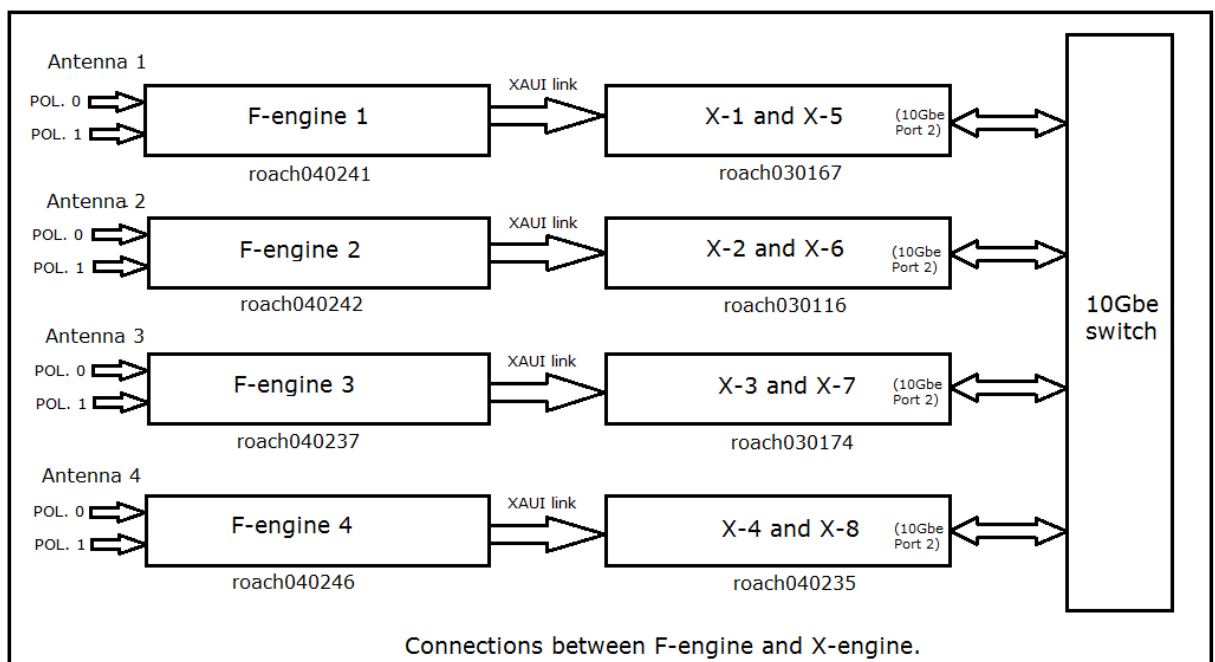 Antenna 1
POL. 0
POL. 1
F-engine 1
roach040241
XAUI link
X-1 and X-5
(10Gbe
Port 2)
roach030167
Antenna 2
POL. 0
POL. 1
F-engine 2
roach040242
XAUI link
X-2 and X-6
(10Gbe
Port 2)
roach030116
Antenna 3
POL. 0
POL. 1
F-engine 3
roach040237
XAUI link
X-3 and X-7
(10Gbe
Port 2)
roach030174
Antenna 4
POL. 0
POL. 1
F-engine 4
roach040246
XAUI link
X-4 and X-8
(10Gbe
Port 2)
roach040235
10Gbe
switch
Connections between F-engine and X-engine.